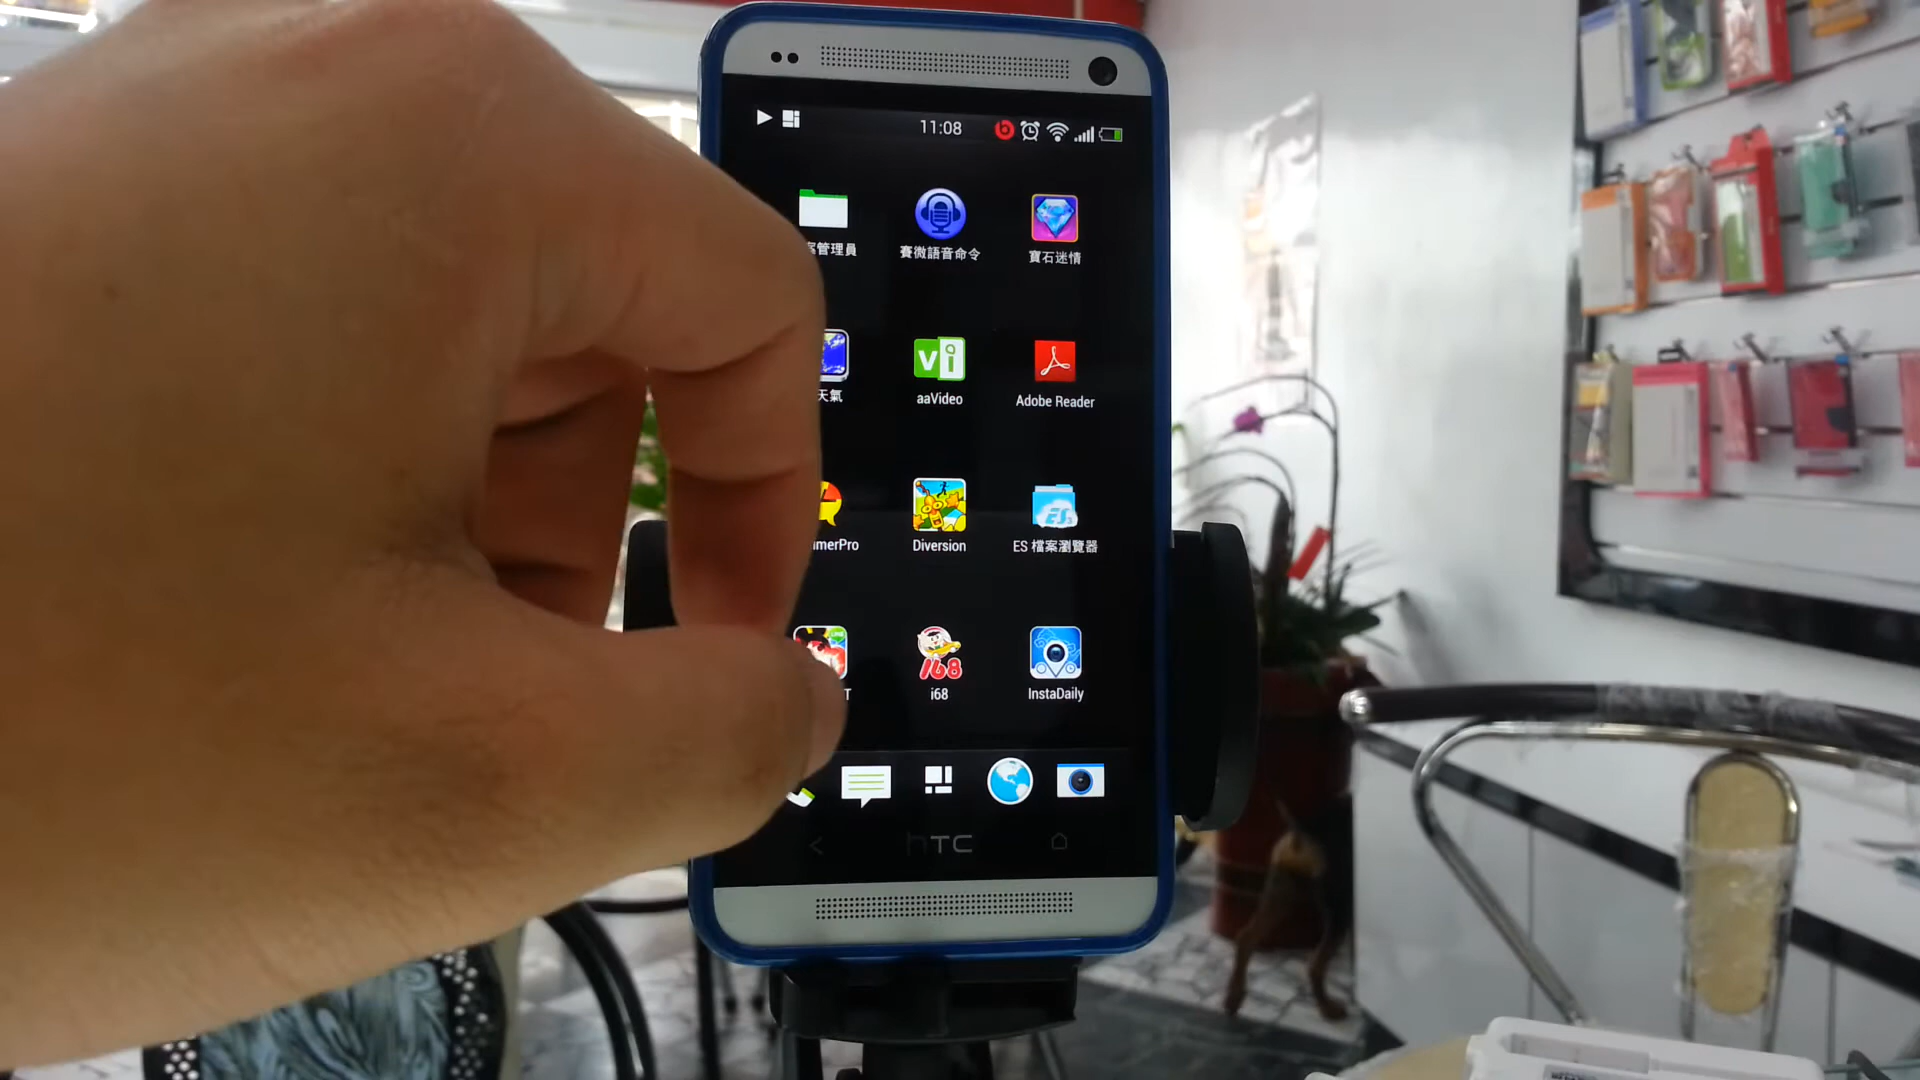 11:08
管理員
賽微語音命令
寶石迷情
天氣
aaVideo
Adobe Reader
merPro
Diversion
ES 檔案瀏覽器
T
i68
InstaDaily
hTC